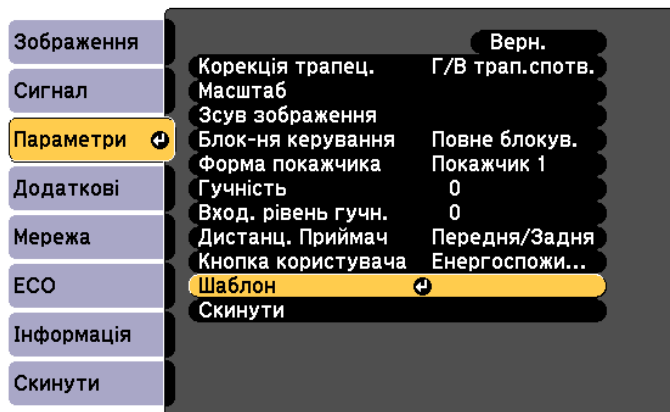 Зображення
Сигнал
Параметри
Додаткові
Мережа
ECO
Інформація
Скинути
Верн.
Корекція трапец. Г/В трап.спотв.
Масштаб
Зсув зображення
Блок-ня керування Повне блокув.
Форма покажчика Покажчик 1
Гучність 0
Вход. рівень гучн. 0
Дистанц. Приймач Передня/Задня
Кнопка користувача Енергоспожи...
Шаблон
Скинути